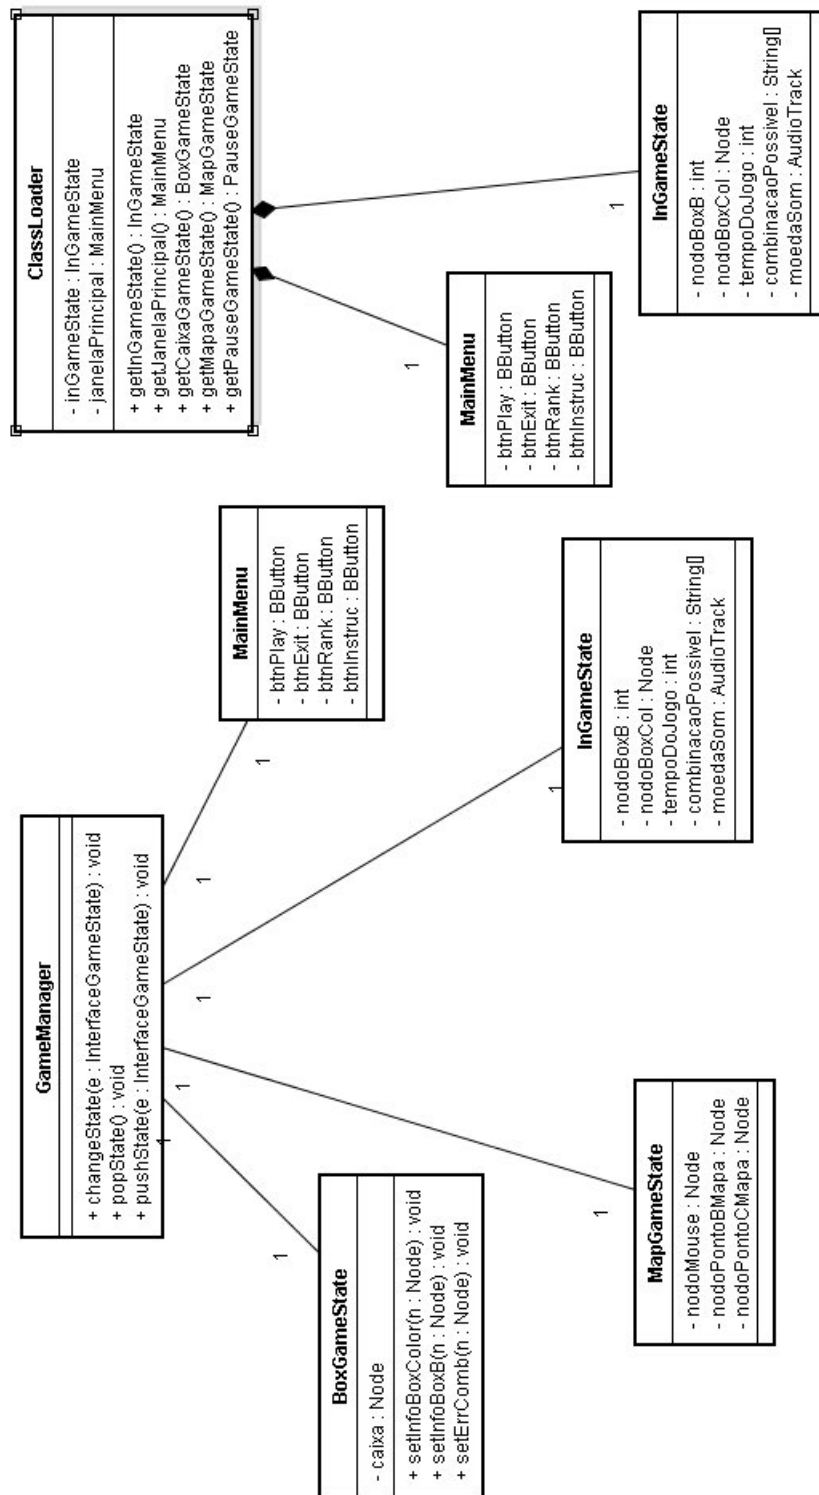 GameManager
+ changeState(e : InterfaceGameState) : void
+ popState() : void
+ pushState(e : InterfaceGameState) : void
1
1
1
1
BoxGameState
- caixa : Node
+ setInfoBoxColor(n : Node) : void
+ setInfoBoxB(n : Node) : void
+ setErrComb(n : Node) : void
1
MapGameState
- nodoMouse : Node
- nodoPontoBMapa : Node
- nodoPontoCMapa : Node
1
InGameState
- nodoBoxB : int
- nodoBoxCol : Node
- tempoDoJogo : int
- combinacaoPossivel : String[]
- moedaSom : AudioTrack
1
MainMenu
- btnPlay : BButton
- btnExit : BButton
- btnRank : BButton
- btnInstruc : BButton
1
ClassLoader
- inGameState : InGameState
- janelaPrincipal : MainMenu
+ getInGameState() : InGameState
+ getJanelaPrincipal() : MainMenu
+ getCaixaGameState() : BoxGameState
+ getMapaGameState() : MapGameState
+ getPauseGameState() : PauseGameState
1
MainMenu
- btnPlay : BButton
- btnExit : BButton
- btnRank : BButton
- btnInstruc : BButton
1
InGameState
- nodoBoxB : int
- nodoBoxCol : Node
- tempoDoJogo : int
- combinacaoPossivel : String[]
- moedaSom : AudioTrack